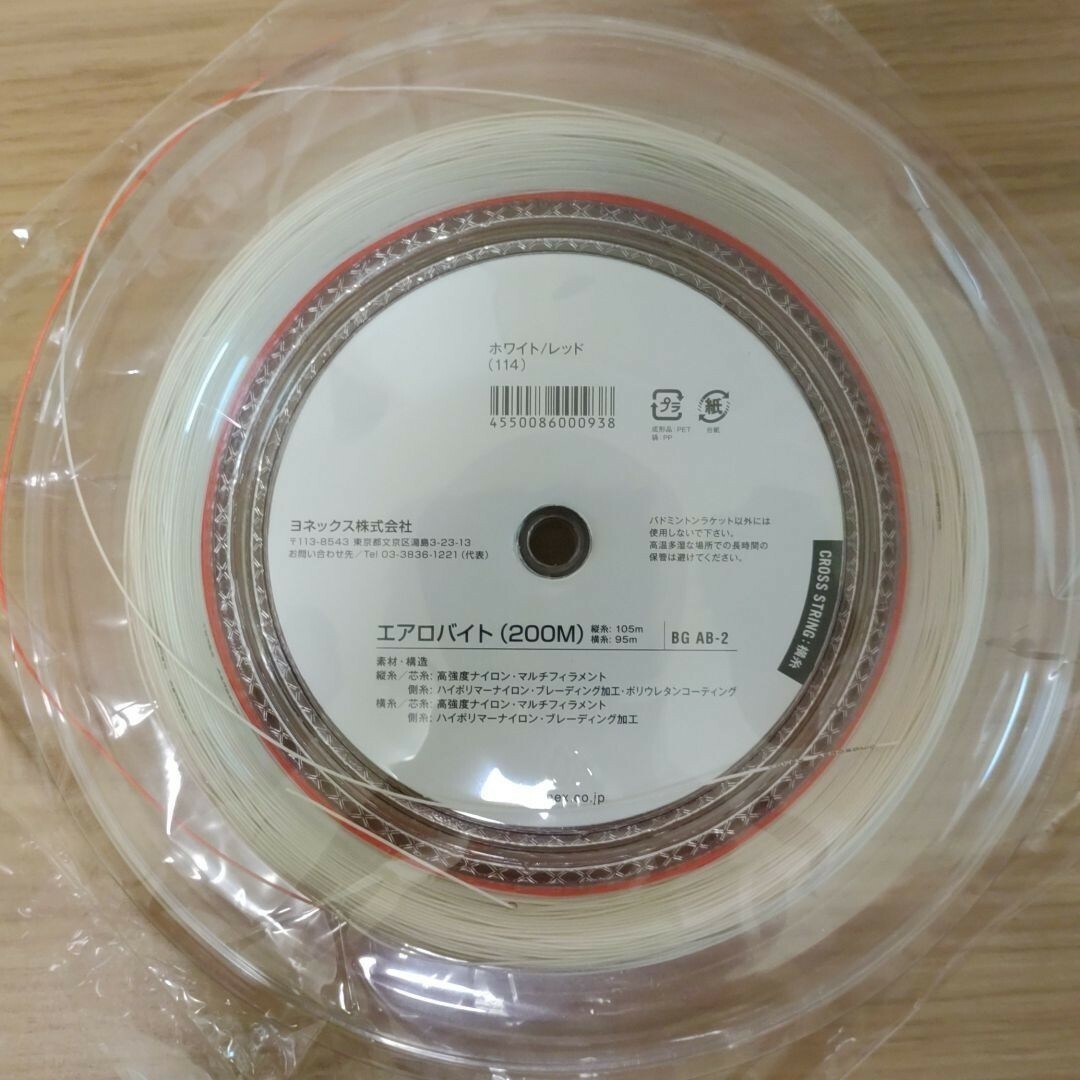 ホワイト/レッド
(114)
4550086000938
プラ
紙
成形品：PET
袋：PP
台紙
ヨネックス株式会社
〒113-8543 東京都文京区湯島3-23-13
お問い合わせ先／Tel 03-3836-1221（代表）
バドミントンラケット以外には
使用しないで下さい。
高温多湿な場所での長時間の
保管は避けてください。
CROSS STRING：横糸
エアロバイト（200M） 縦糸：105m
横糸：95m
BG AB-2
素材・構造
縦糸／芯糸：高強度ナイロン・マルチフィラメント
側糸：ハイポリマーナイロン・ブレーディング加工・ポリウレタンコーティング
横糸／芯糸：高強度ナイロン・マルチフィラメント
側糸：ハイポリマーナイロン・ブレーディング加工
nex.co.jp